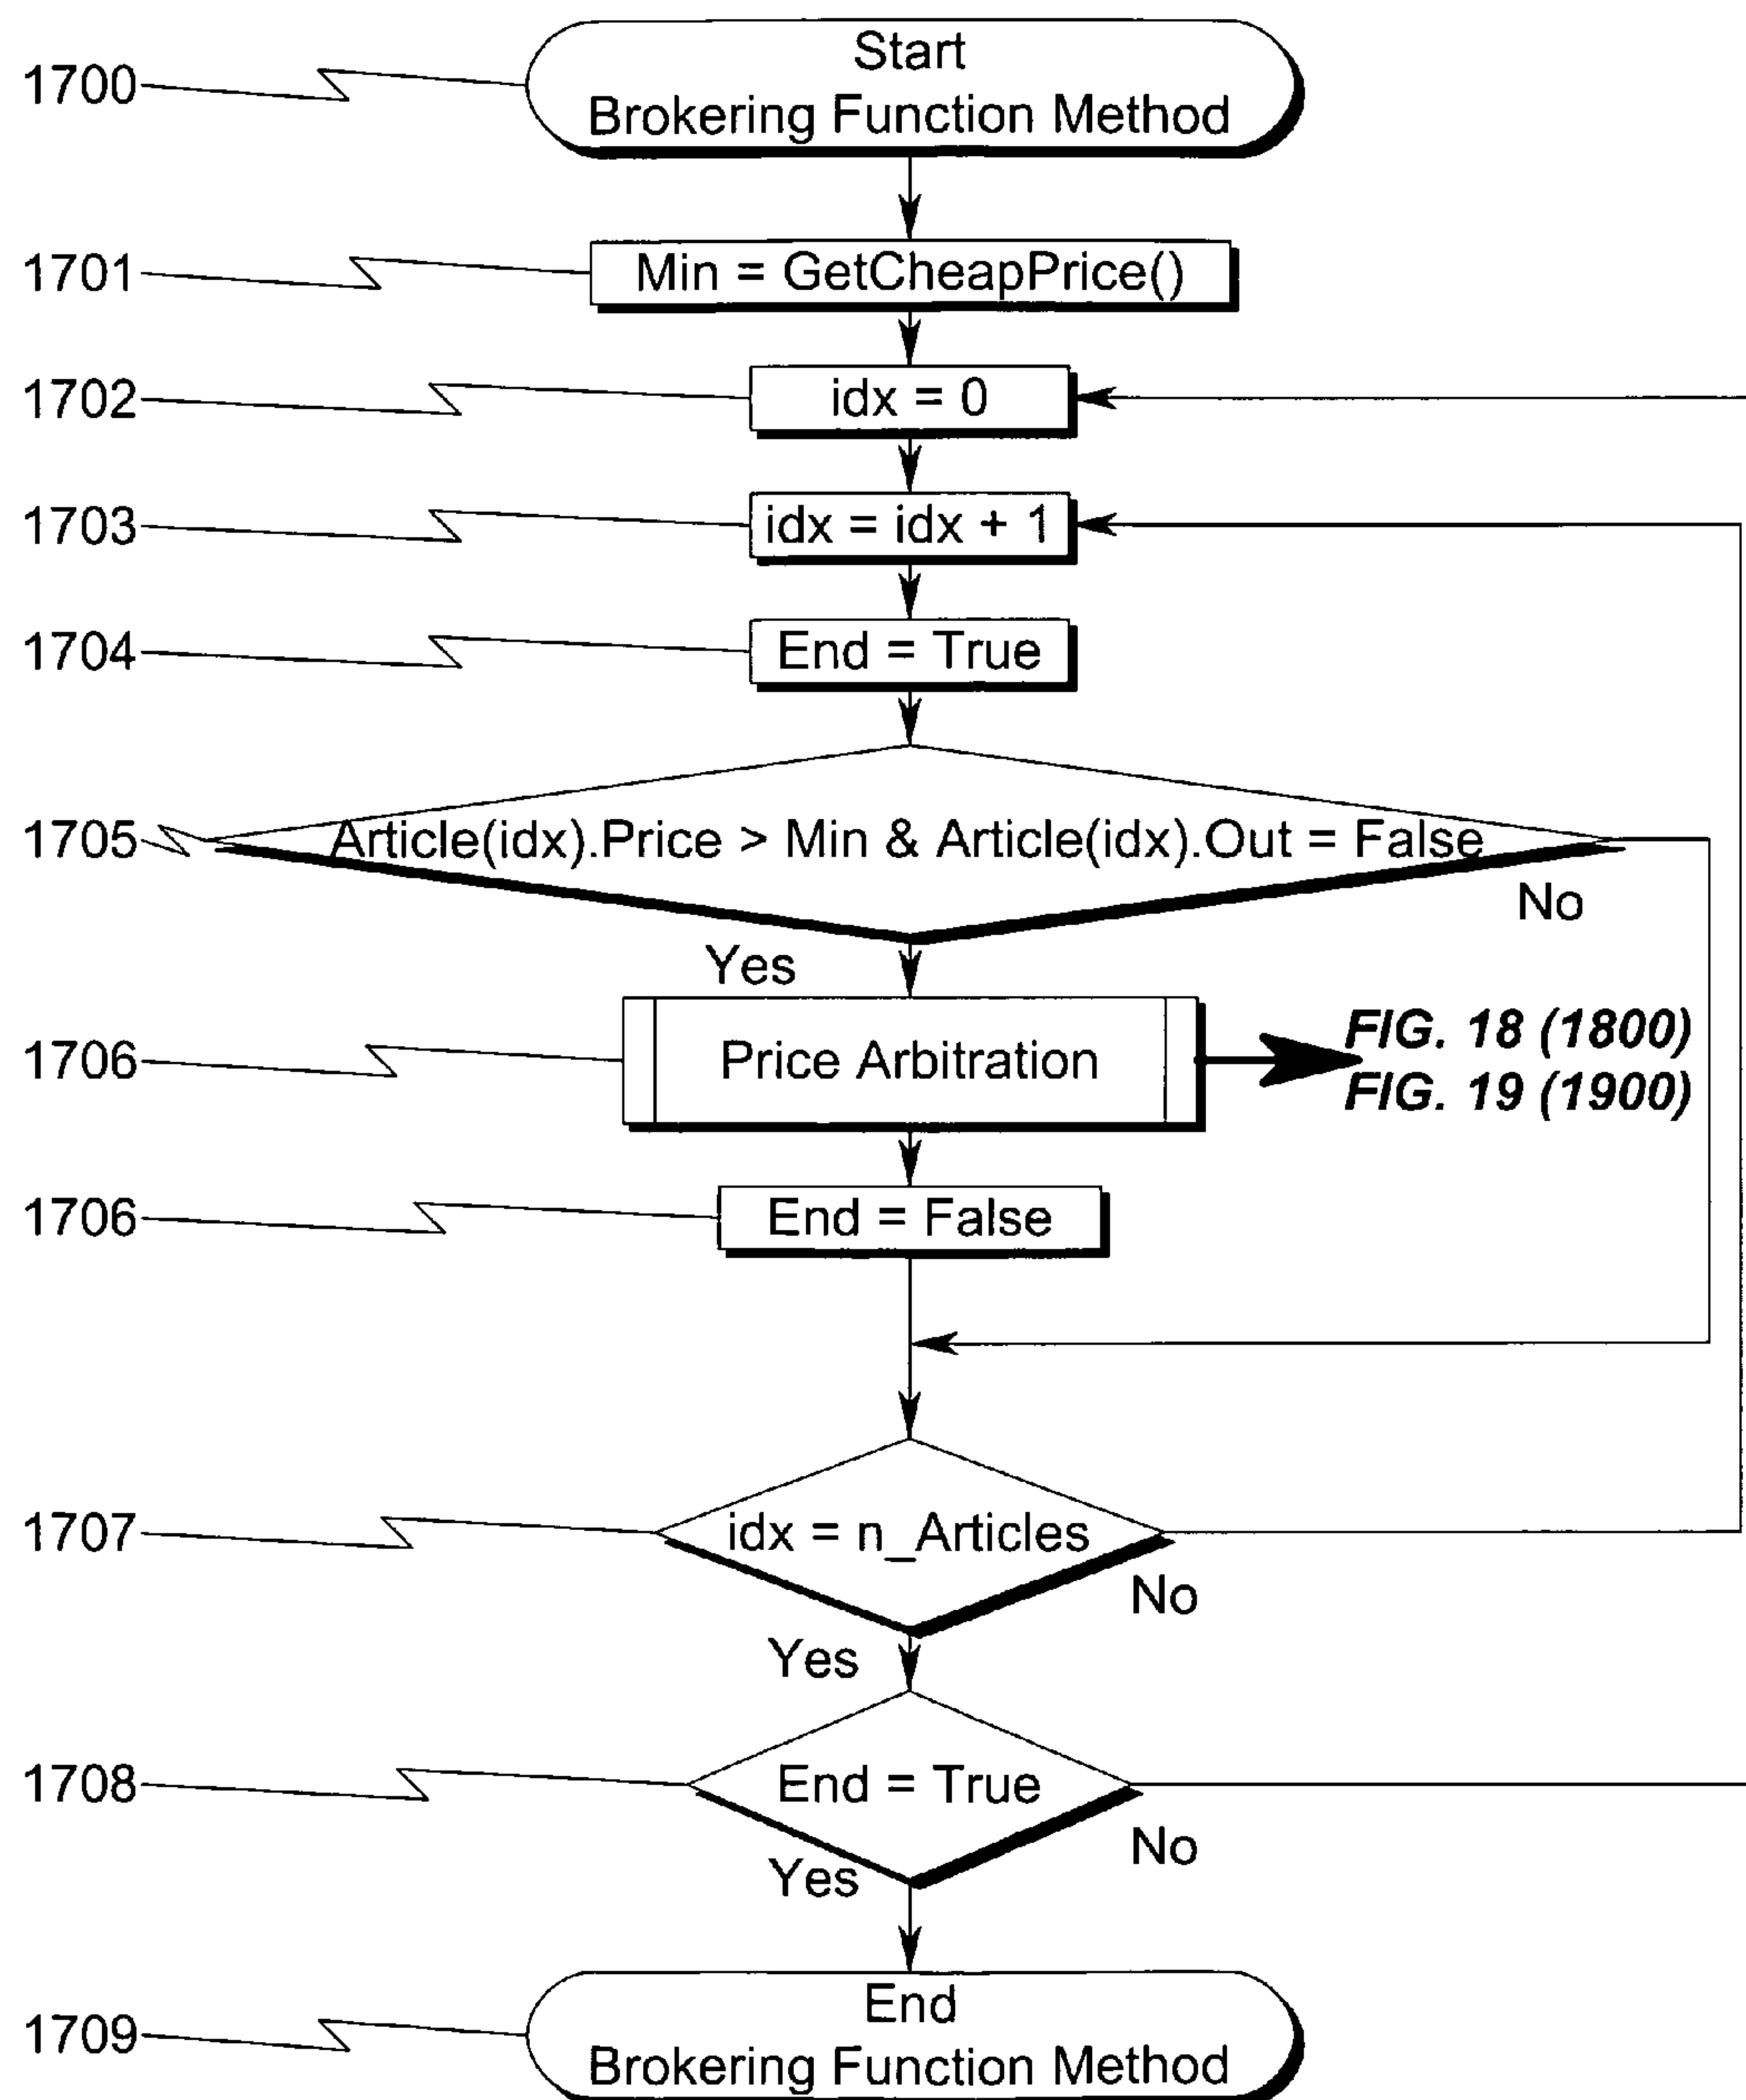 1700
Start
Brokering Function Method
1701
Min = GetCheapPrice()
1702
idx = 0
1703
idx = idx + 1
1704
End = True
1705
Article(idx).Price > Min & Article(idx).Out = False
No
Yes
1706
Price Arbitration
FIG. 18 (1800)
FIG. 19 (1900)
1706
End = False
1707
idx = n_Articles
No
Yes
1708
End = True
No
Yes
1709
End
Brokering Function Method